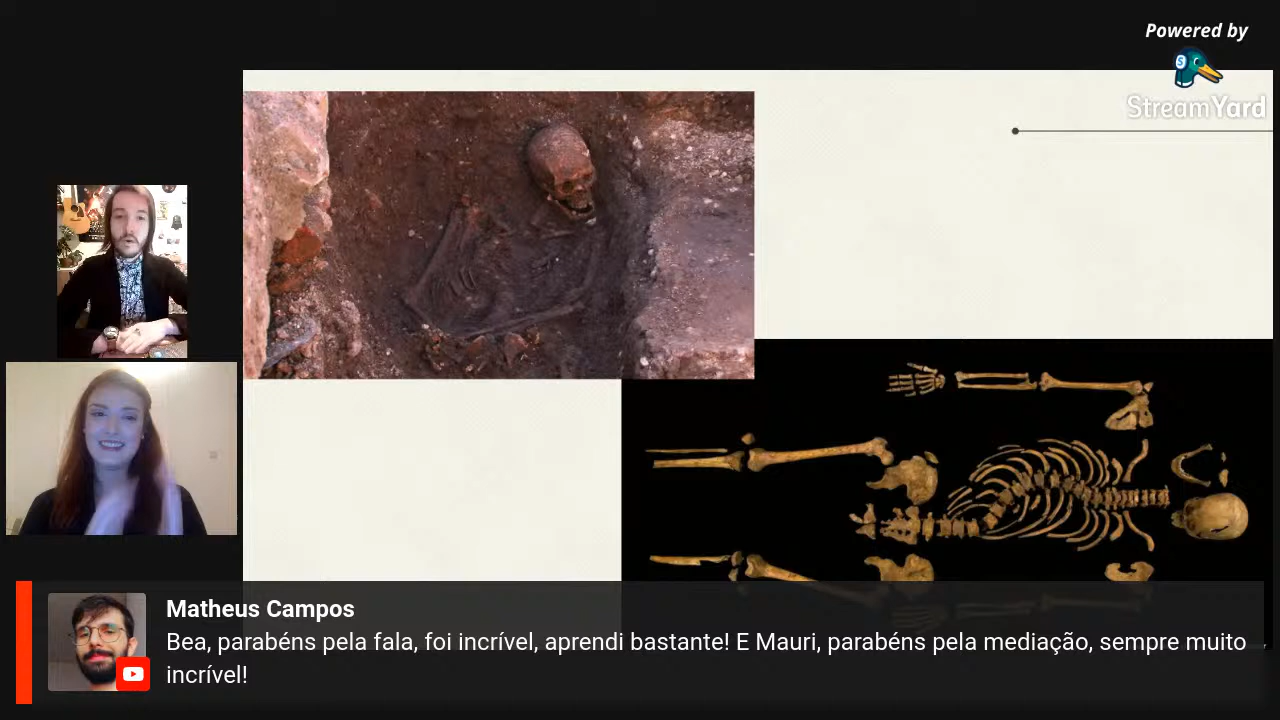 Powered by
StreamYard
Matheus Campos
Bea, parabéns pela fala, foi incrível, aprendi bastante! E Mauri, parabéns pela mediação, sempre muito
incrível!